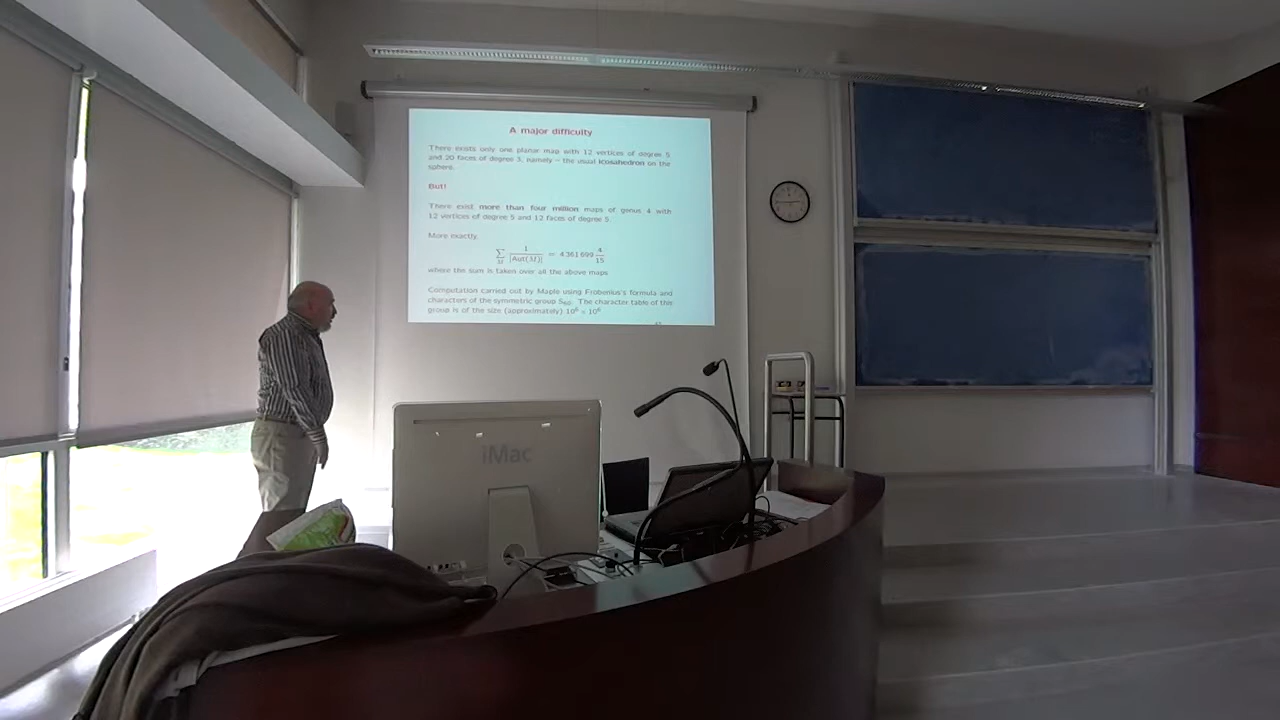 A major difficulty
There exists only one planar map with 12 vertices of degree 5
and 20 faces of degree 3, namely – the usual icosahedron on the
sphere.
But!
There exist more than four million maps of genus 4 with
12 vertices of degree 5 and 12 faces of degree 5.
More exactly,
∑_M 1/|Aut(M)| = 4 361 699 4/15
where the sum is taken over all the above maps
Computation carried out by Maple using Frobenius's formula and
characters of the symmetric group S₆₀. The character table of this
group is of the size (approximately) 10⁶ × 10⁶
iMac